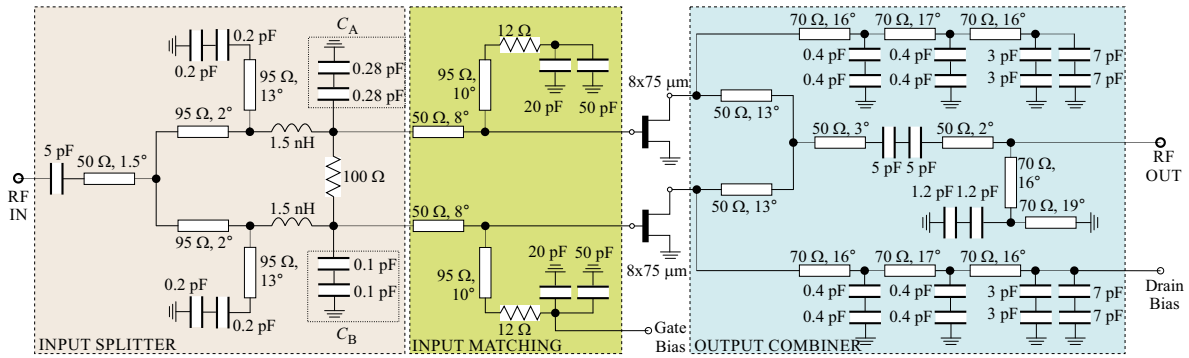 RF
IN
5 pF
50 Ω, 1.5°
95 Ω, 2°
0.2 pF
0.2 pF
95 Ω,
13°
1.5 nH
C_A
0.28 pF
0.28 pF
100 Ω
95 Ω, 2°
95 Ω,
13°
1.5 nH
0.2 pF
0.2 pF
0.1 pF
0.1 pF
C_B
INPUT SPLITTER
50 Ω, 8°
95 Ω,
10°
12 Ω
20 pF
50 pF
50 Ω, 8°
95 Ω,
10°
12 Ω
20 pF
50 pF
INPUT MATCHING
Gate
Bias
8x75 μm
8x75 μm
70 Ω, 16°
70 Ω, 17°
70 Ω, 16°
0.4 pF
0.4 pF
3 pF
7 pF
0.4 pF
0.4 pF
3 pF
7 pF
50 Ω, 13°
50 Ω, 13°
50 Ω, 3°
5 pF
5 pF
50 Ω, 2°
RF
OUT
70 Ω,
16°
1.2 pF
1.2 pF
70 Ω, 19°
70 Ω, 16°
70 Ω, 17°
70 Ω, 16°
0.4 pF
0.4 pF
3 pF
7 pF
0.4 pF
0.4 pF
3 pF
7 pF
Drain
Bias
OUTPUT COMBINER